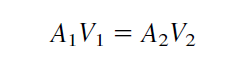 A₁V₁ = A₂V₂